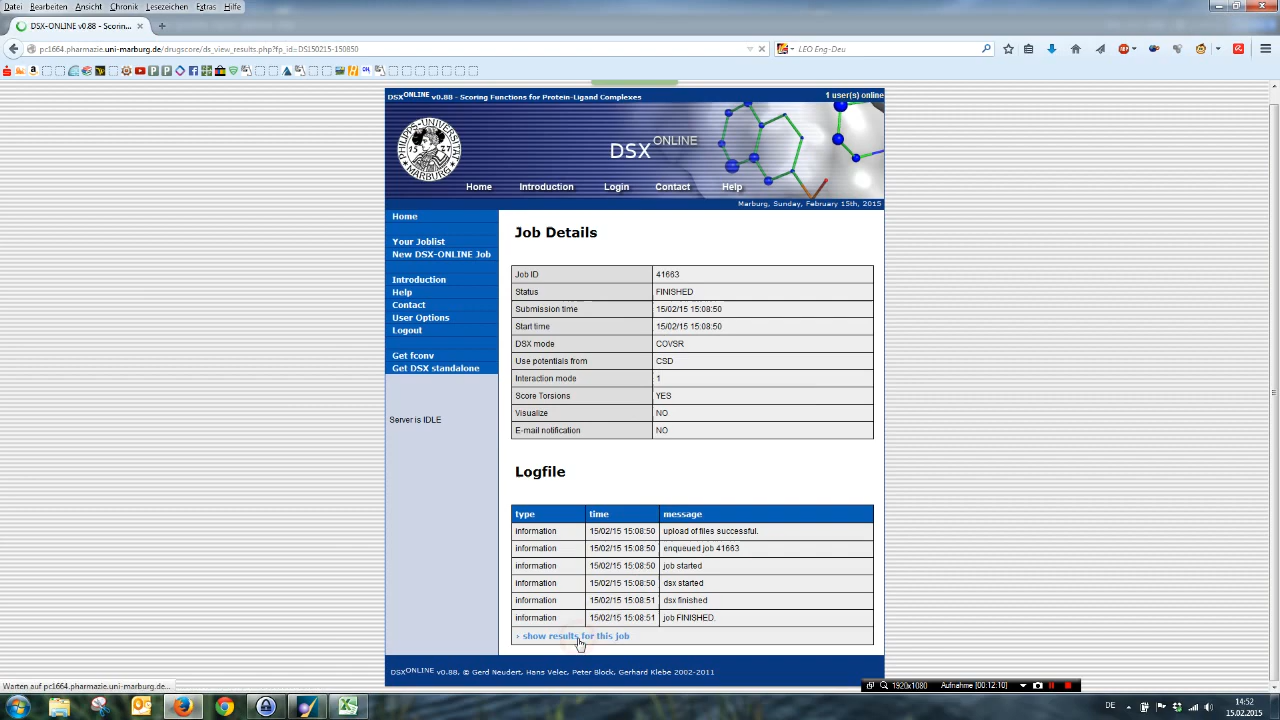 Datei Bearbeiten Ansicht Chronik Lesezeichen Extras Hilfe
DSX-ONLINE v0.88 - Scorin...
pc1664.pharmazie.uni-marburg.de/drugscore/ds_view_results.php?fp_id=DS150215-150850
LEO Eng-Deu
DSX ONLINE v0.88 - Scoring Functions for Protein-Ligand Complexes
1 user(s) online
DSX ONLINE
Home Introduction Login Contact Help
Marburg, Sunday, February 15th, 2015
Home
Your Joblist
New DSX-ONLINE Job
Introduction
Help
Contact
User Options
Logout
Get fconv
Get DSX standalone
Server is IDLE
Job Details
Job ID 41663
Status FINISHED
Submission time 15/02/15 15:08:50
Start time 15/02/15 15:08:50
DSX mode COVSR
Use potentials from CSD
Interaction mode 1
Score Torsions YES
Visualize NO
E-mail notification NO
Logfile
type time message
information 15/02/15 15:08:50 upload of files successful.
information 15/02/15 15:08:50 enqueued job 41663
information 15/02/15 15:08:50 job started
information 15/02/15 15:08:50 dsx started
information 15/02/15 15:08:51 dsx finished
information 15/02/15 15:08:51 job FINISHED.
› show results for this job
DSX ONLINE v0.88, © Gerd Neudert, Hans Velec, Peter Block, Gerhard Klebe 2002-2011
Warten auf pc1664.pharmazie.uni-marburg.de...
1920x1080 Aufnahme [00:12:10]
DE
14:52
15.02.2015